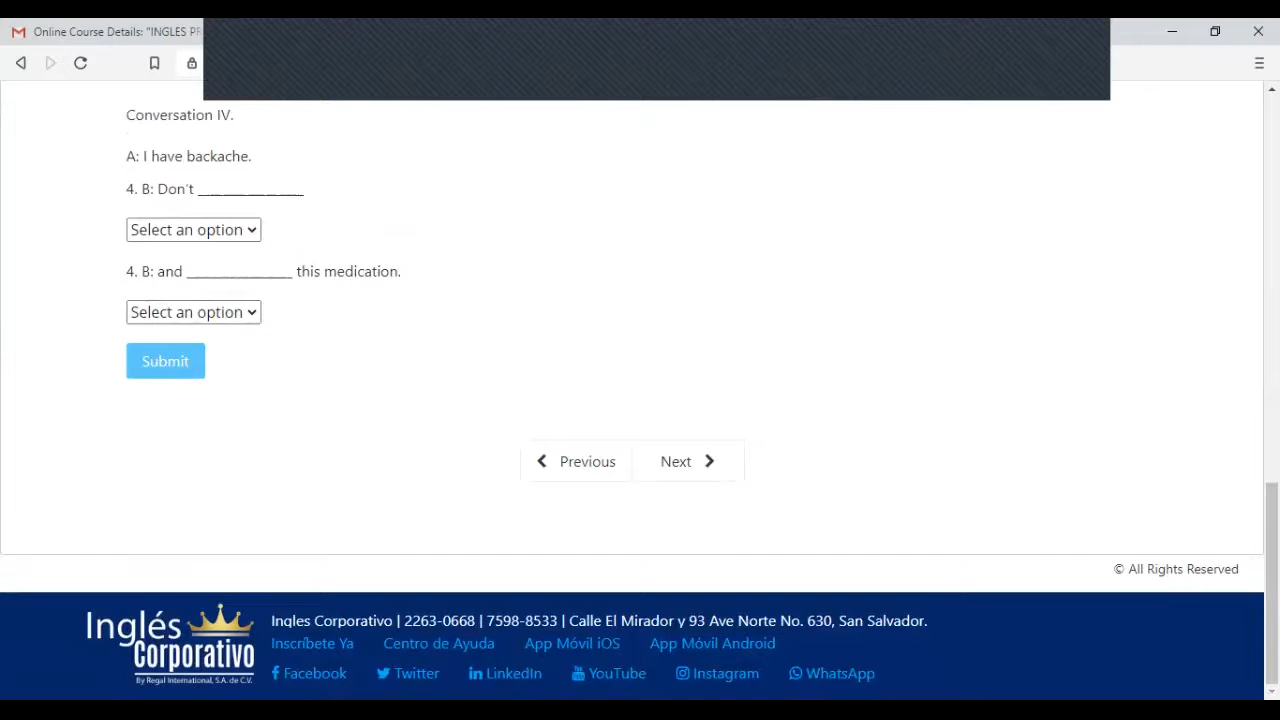 Online Course Details: "INGLES PR
Conversation IV.
A: I have backache.
4. B: Don't _______________
Select an option
4. B: and _______________ this medication.
Select an option
Submit
Previous
Next
© All Rights Reserved
Inglés
Corporativo
By Regal International, S.A. de C.V.
Ingles Corporativo | 2263-0668 | 7598-8533 | Calle El Mirador y 93 Ave Norte No. 630, San Salvador.
Inscríbete Ya Centro de Ayuda App Móvil iOS App Móvil Android
Facebook Twitter LinkedIn YouTube Instagram WhatsApp